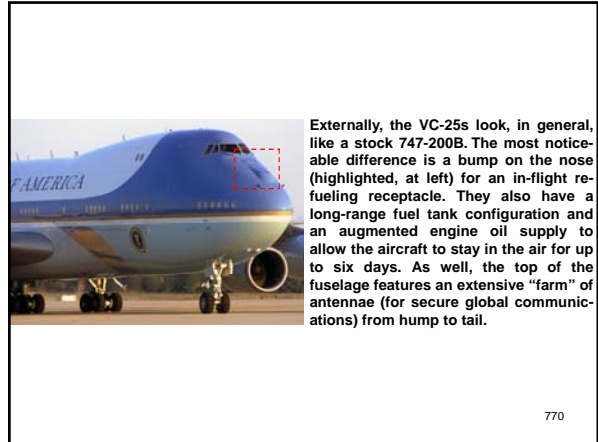 F AMERICA
Externally, the VC-25s look, in general,
like a stock 747-200B. The most notice-
able difference is a bump on the nose
(highlighted, at left) for an in-flight re-
fueling receptacle. They also have a
long-range fuel tank configuration and
an augmented engine oil supply to
allow the aircraft to stay in the air for up
to six days. As well, the top of the
fuselage features an extensive “farm” of
antennae (for secure global communic-
ations) from hump to tail.
770